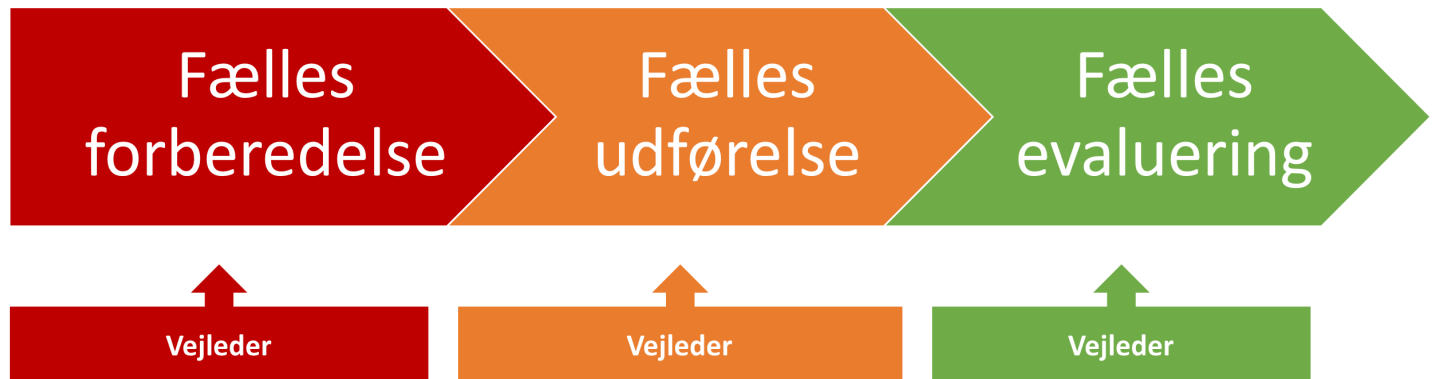 Fælles
forberedelse
Fælles
udførelse
Fælles
evaluering
Vejleder
Vejleder
Vejleder